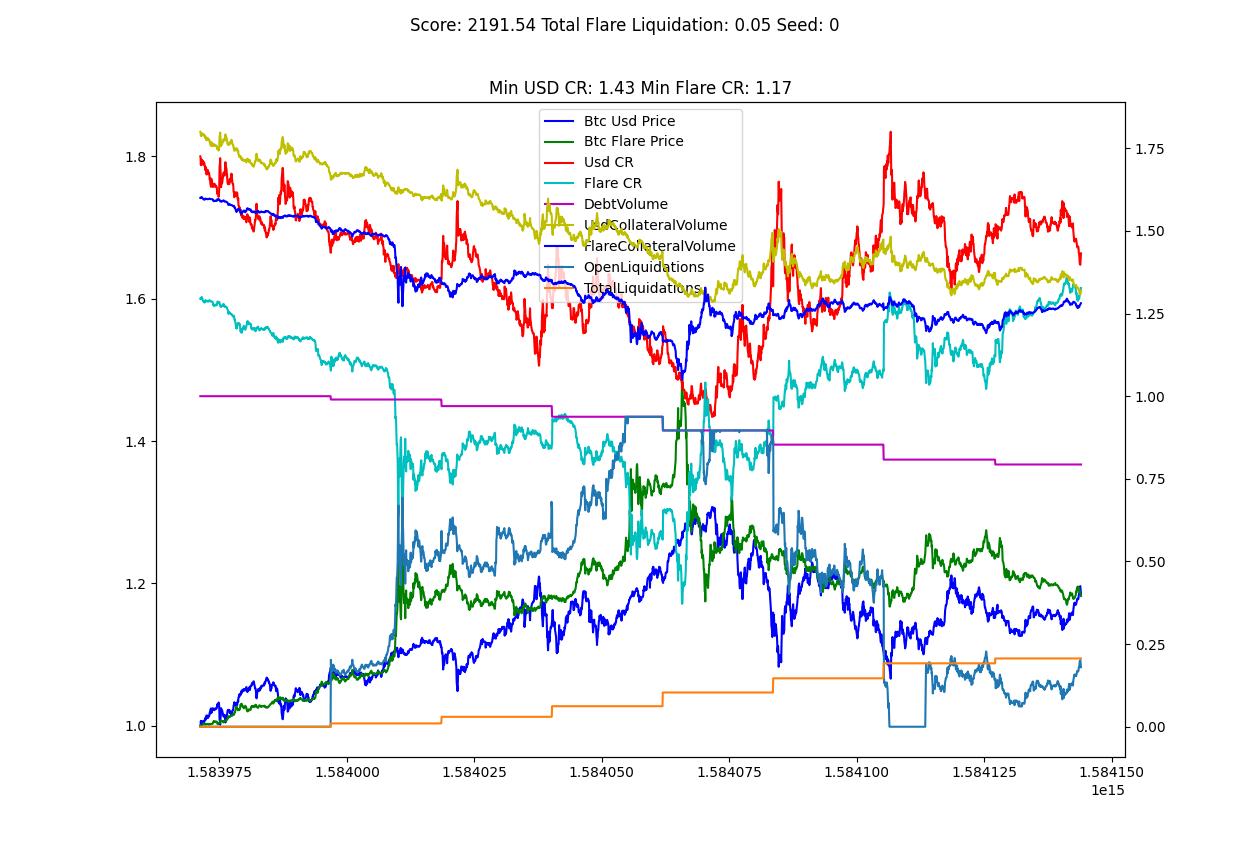 Score: 2191.54 Total Flare Liquidation: 0.05 Seed: 0
Min USD CR: 1.43 Min Flare CR: 1.17
Btc Usd Price
Btc Flare Price
Usd CR
Flare CR
DebtVolume
UsdCollateralVolume
FlareCollateralVolume
OpenLiquidations
TotalLiquidations
1.8
1.6
1.4
1.2
1.0
1.75
1.50
1.25
1.00
0.75
0.50
0.25
0.00
1.583975 1.584000 1.584025 1.584050 1.584075 1.584100 1.584125 1.584150
1e15